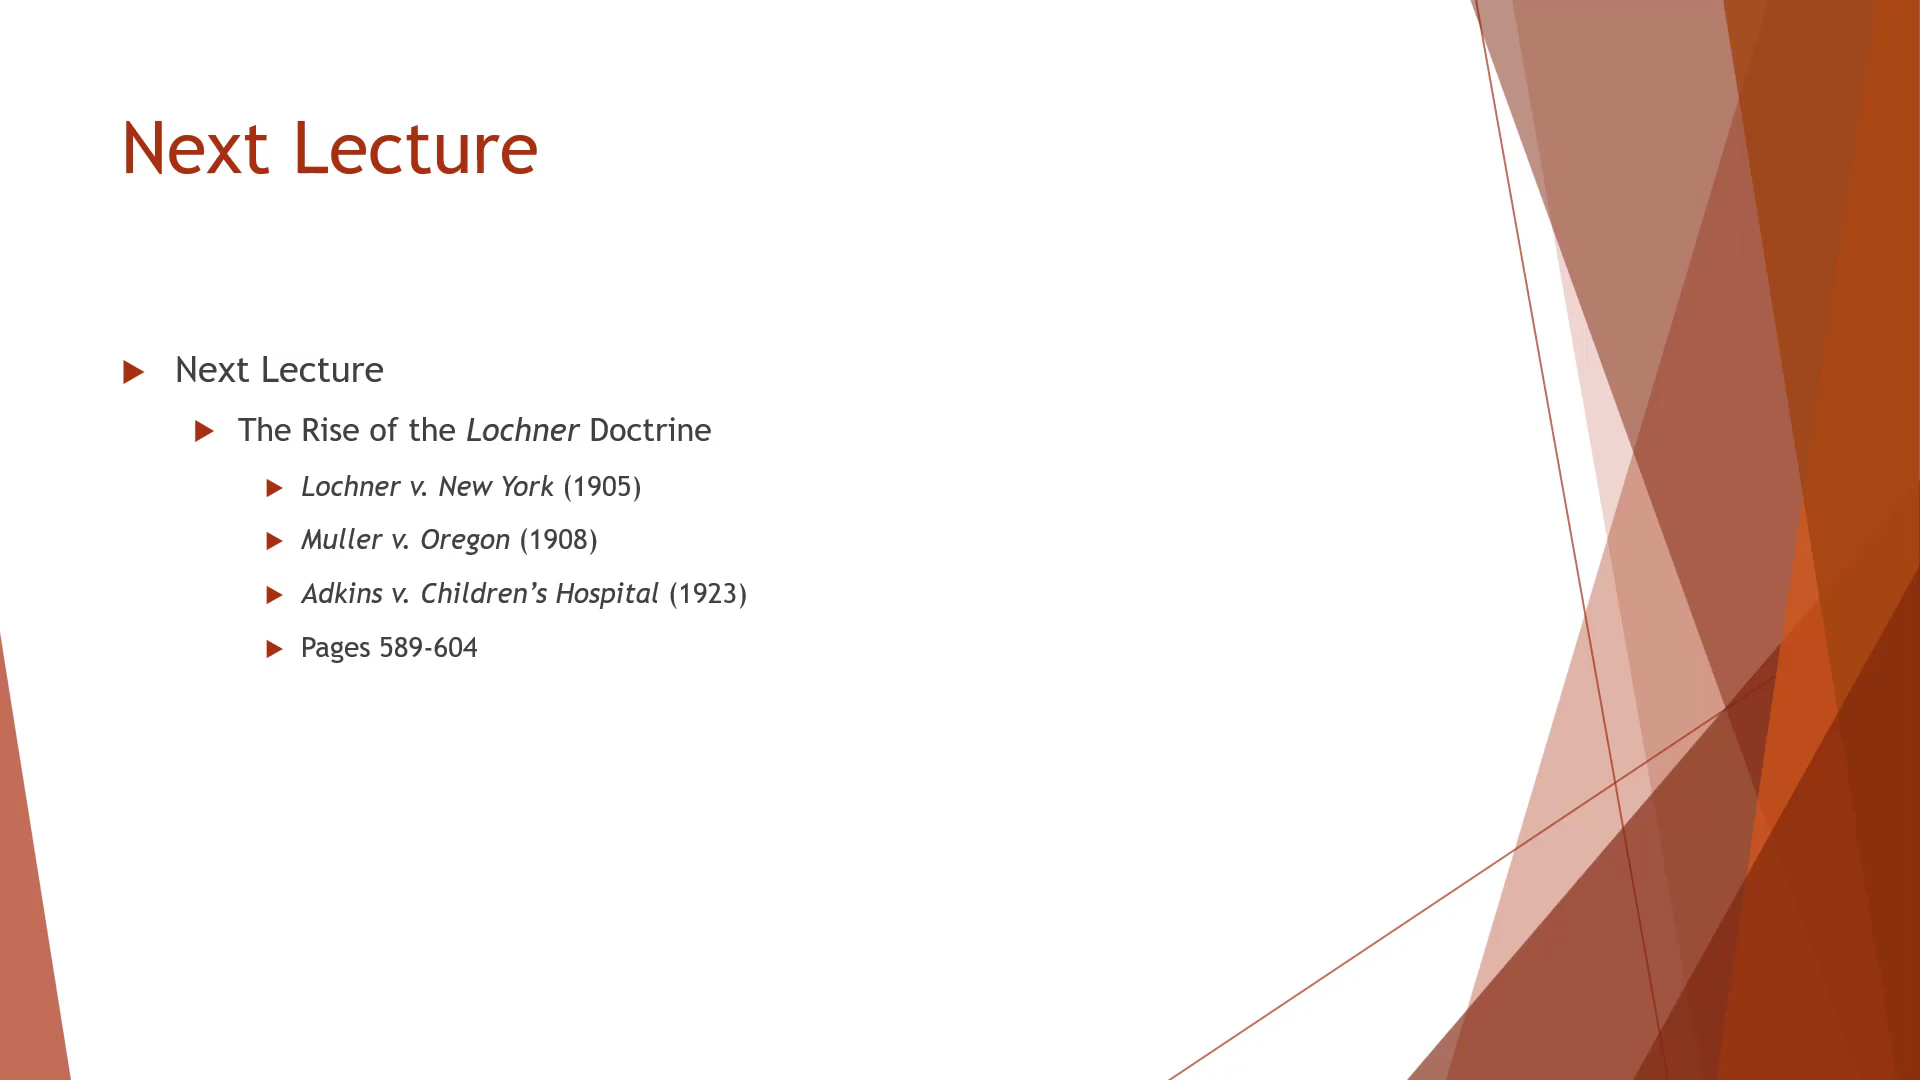 Next Lecture
Next Lecture
The Rise of the Lochner Doctrine
Lochner v. New York (1905)
Muller v. Oregon (1908)
Adkins v. Children’s Hospital (1923)
Pages 589-604